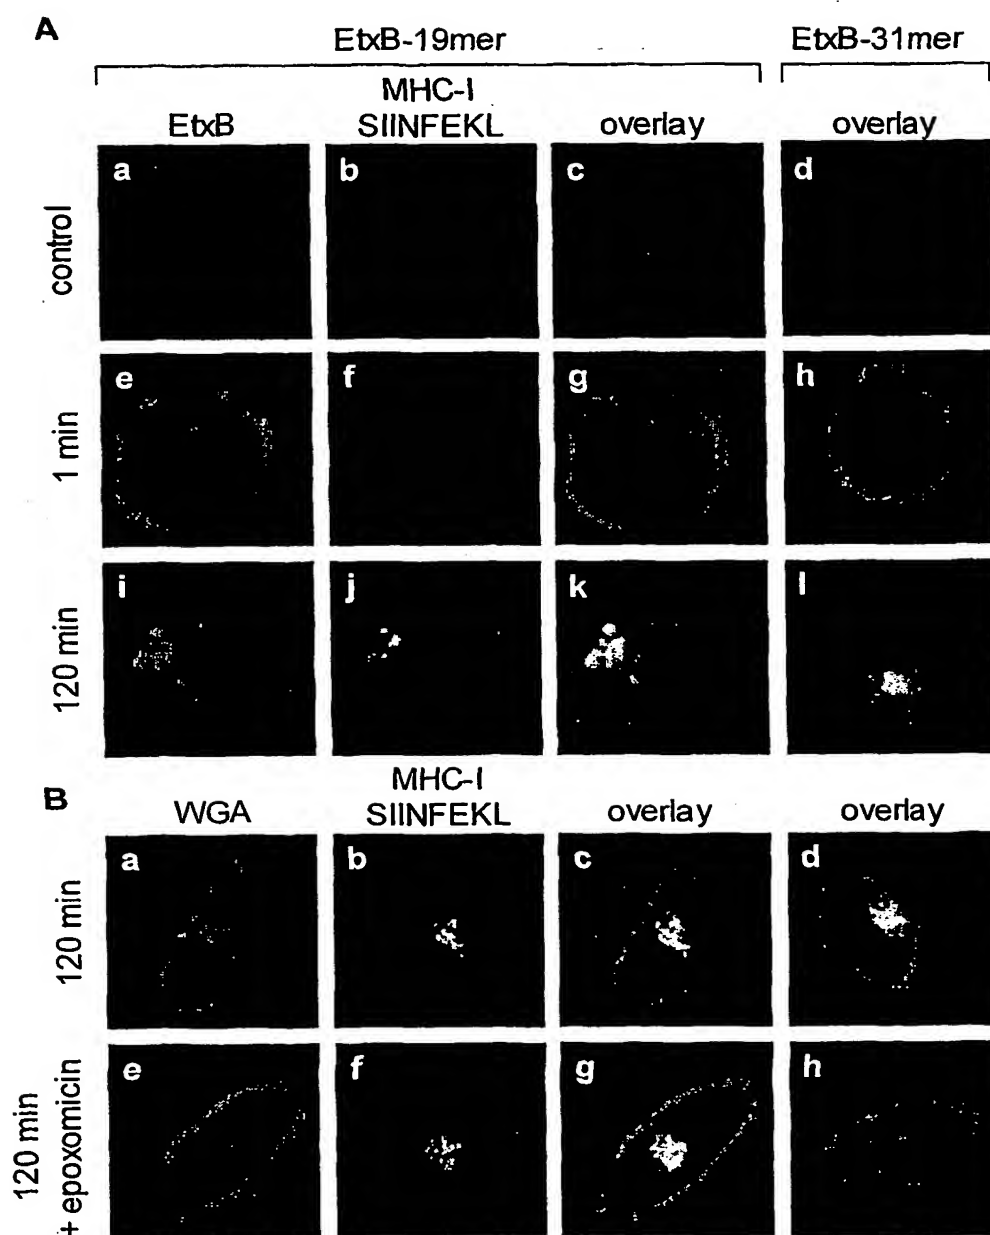 A
EtxB-19mer EtxB-31mer
MHC-I
EtxB SIINFEKL overlay overlay
control
a b c d
1 min
e f g h
120 min
i j k l
B
MHC-I
WGA SIINFEKL overlay overlay
120 min
a b c d
120 min
+ epoxomicin
e f g h